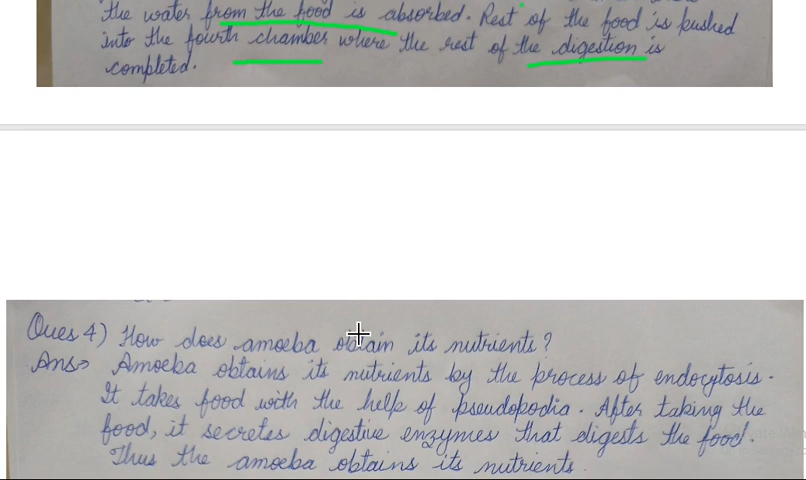 the water from the food is absorbed. Rest of the food is pushed
into the fourth chamber where the rest of the digestion is
completed.
Ques 4) How does amoeba obtain its nutrients?
Ans⇒ Amoeba obtains its nutrients by the process of endocytosis.
It takes food with the help of pseudopodia. After taking the
food, it secretes digestive enzymes that digests the food.
Thus the amoeba obtains its nutrients.